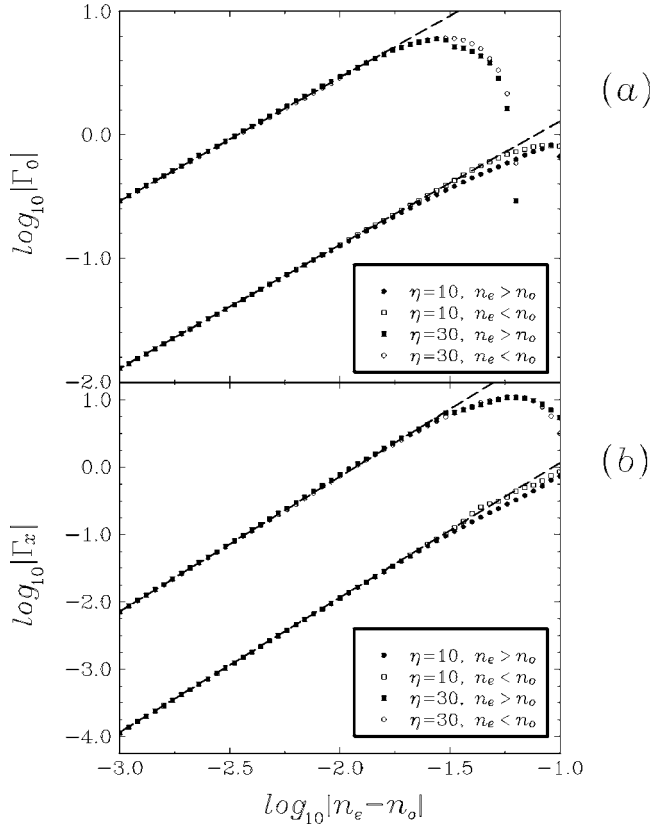 1.0
0.0
−1.0
−2.0
log₁₀|Γ₀|
(a)
η=10, nₑ>nₒ
η=10, nₑ<nₒ
η=30, nₑ>nₒ
η=30, nₑ<nₒ
1.0
0.0
−1.0
−2.0
−3.0
−4.0
log₁₀|Γₓ|
(b)
η=10, nₑ>nₒ
η=10, nₑ<nₒ
η=30, nₑ>nₒ
η=30, nₑ<nₒ
−3.0 −2.5 −2.0 −1.5 −1.0
log₁₀|nₑ−nₒ|